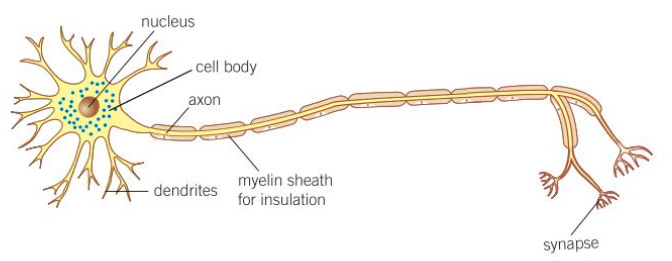 nucleus
cell body
axon
dendrites
myelin sheath
for insulation
synapse